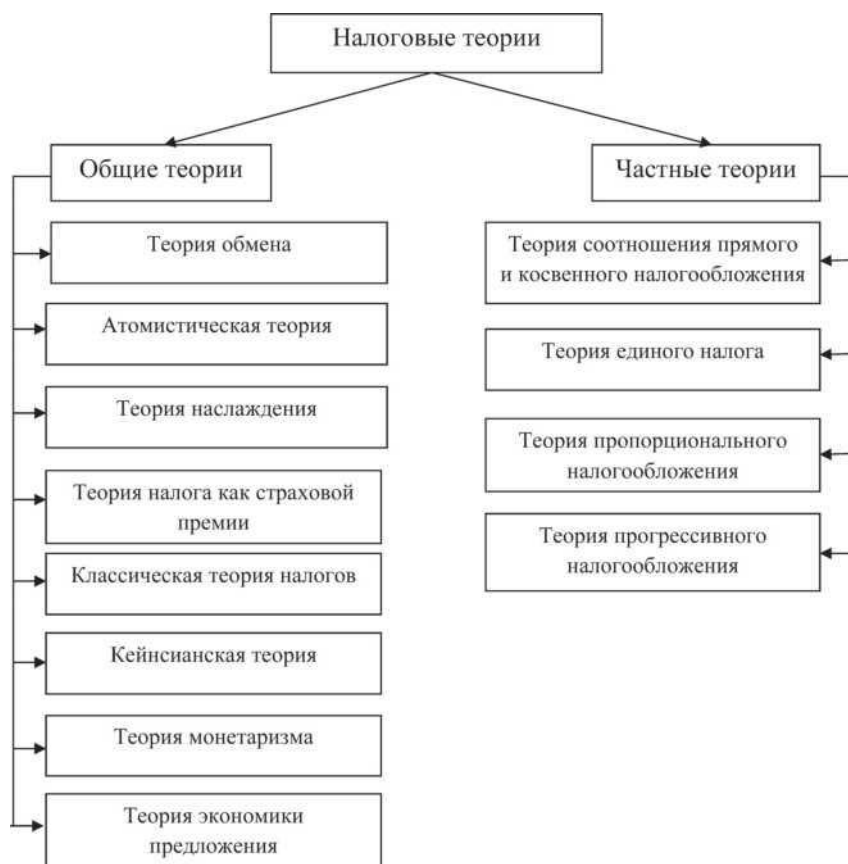 Налоговые теории
Общие теории
Теория обмена
Атомистическая теория
Теория наслаждения
Теория налога как страховой
премии
Классическая теория налогов
Кейнсианская теория
Теория монетаризма
Теория экономики
предложения
Частные теории
Теория соотношения прямого
и косвенного налогообложения
Теория единого налога
Теория пропорционального
налогообложения
Теория прогрессивного
налогообложения